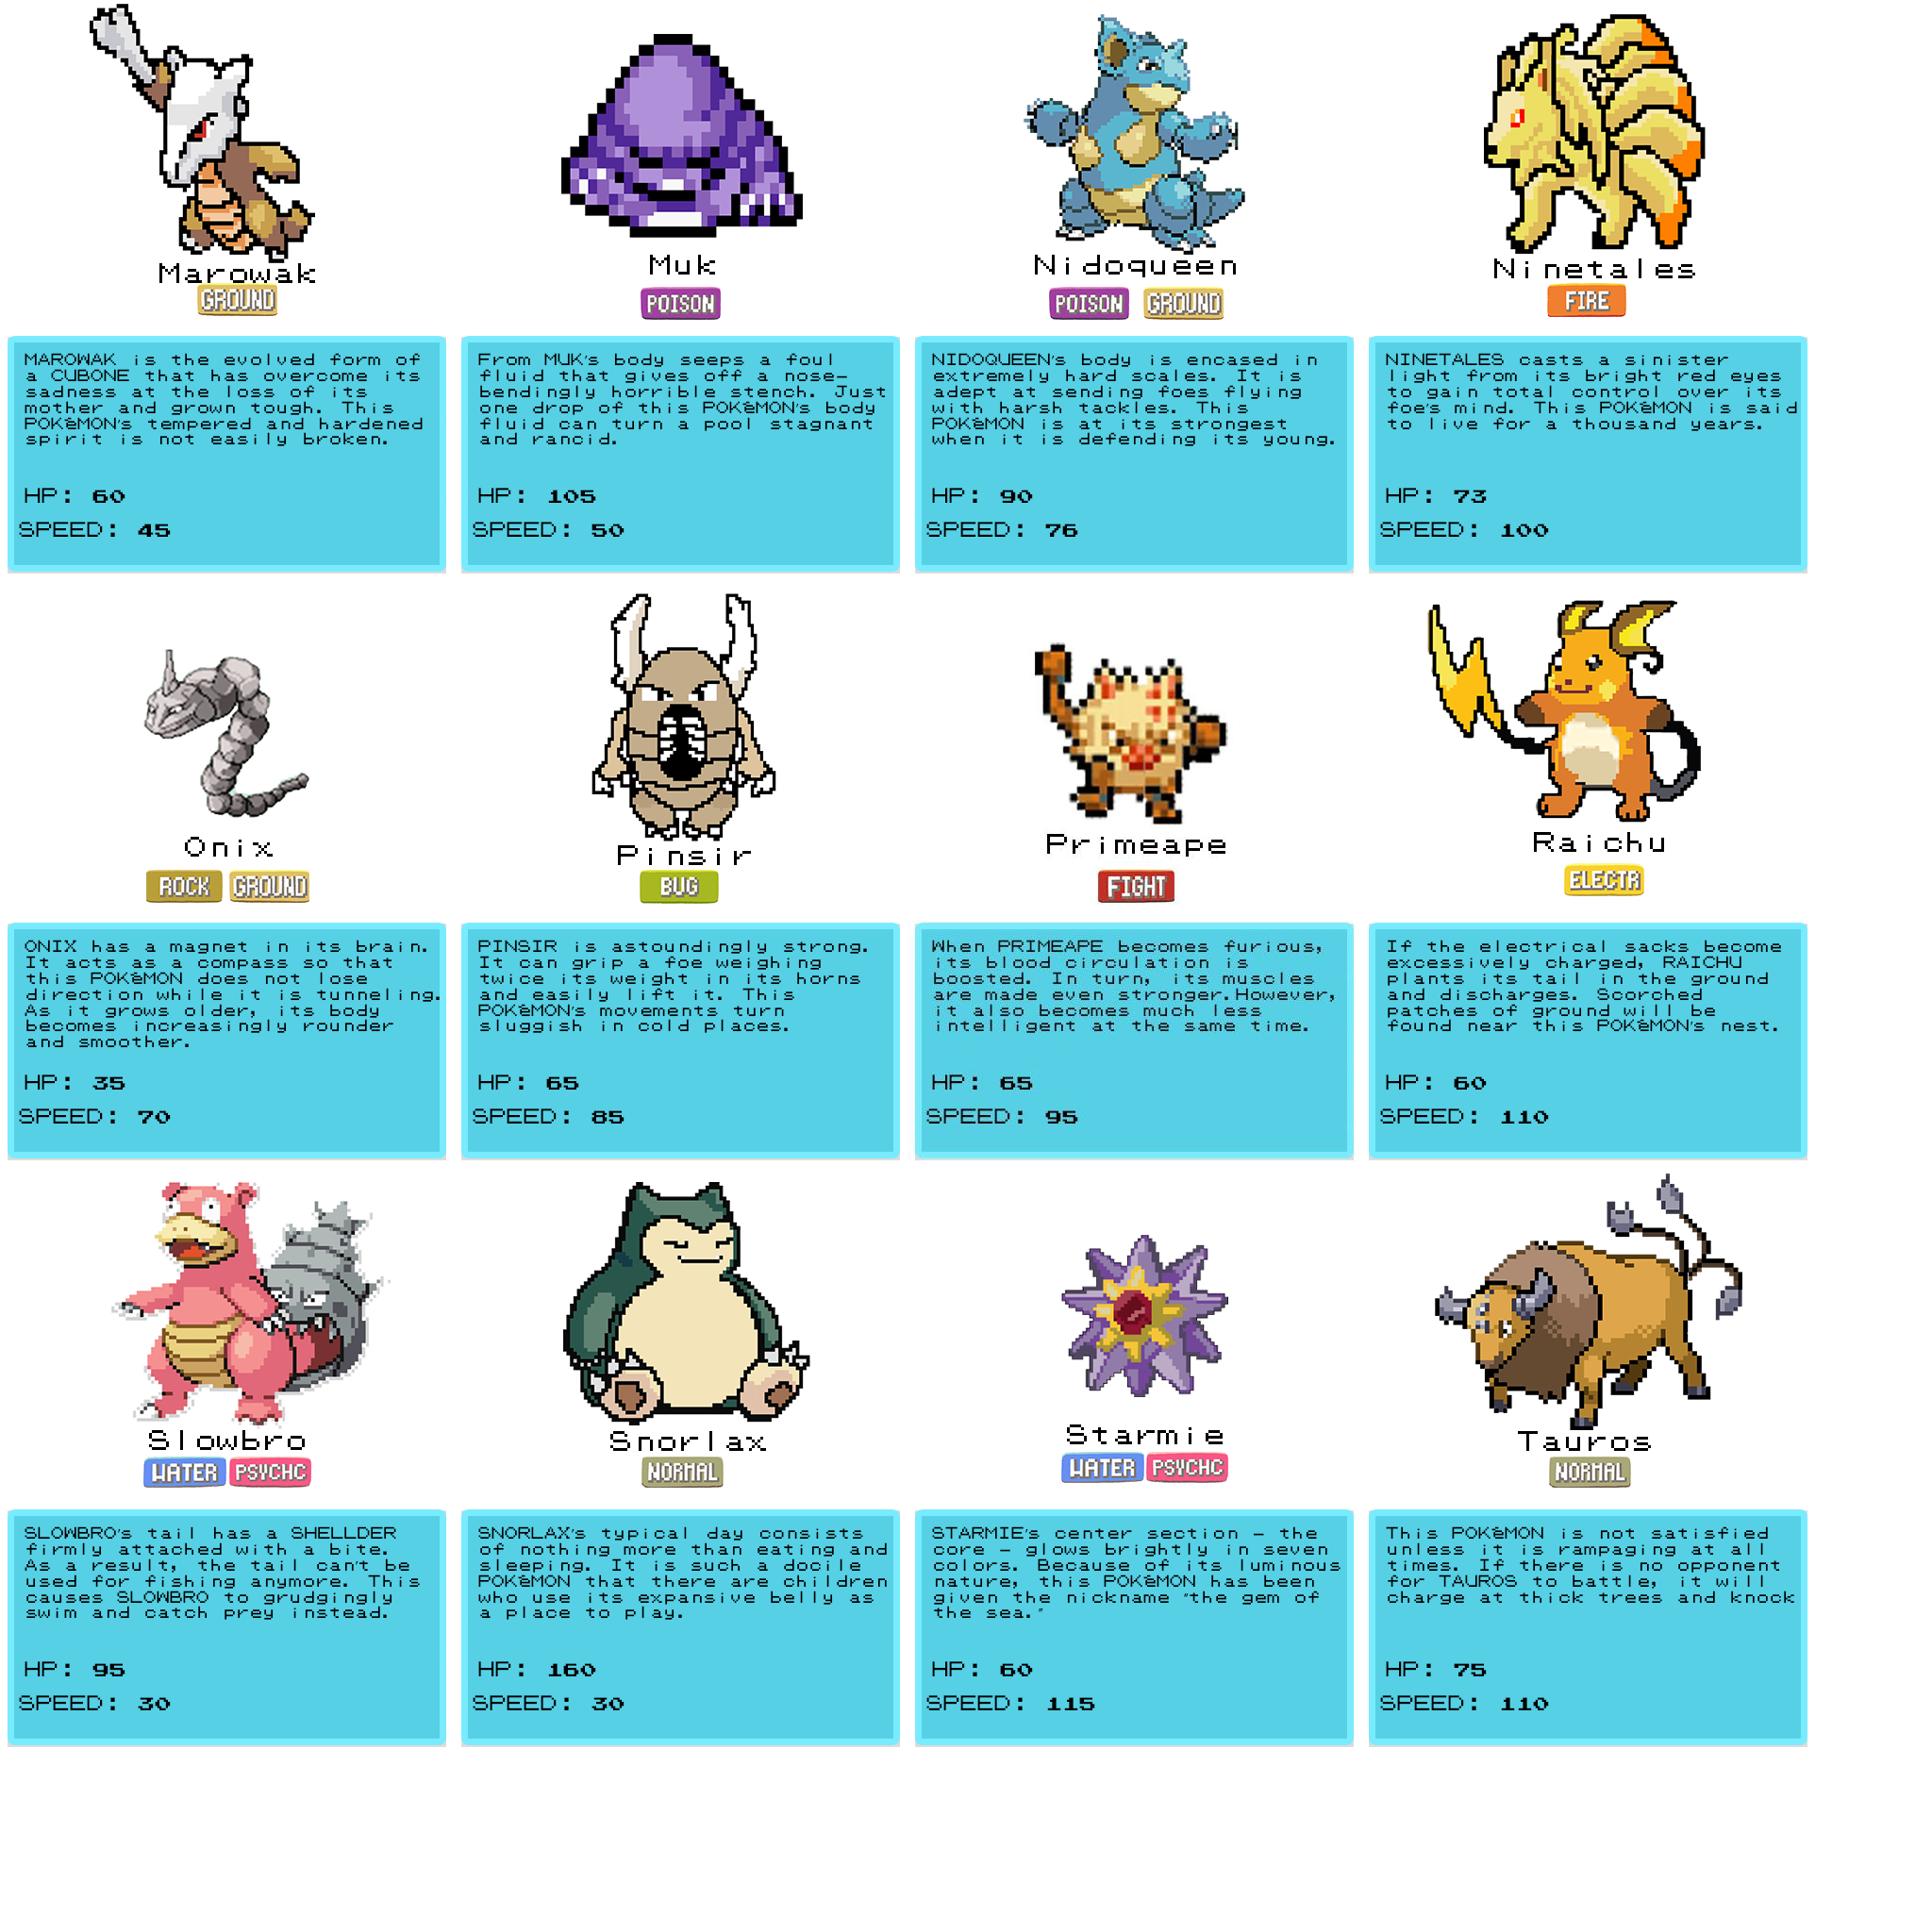 Marowak
GROUND
MAROWAK is the evolved form of
a CUBONE that has overcome its
sadness at the loss of its
mother and grown tough. This
POKéMON's tempered and hardened
spirit is not easily broken.
HP: 60
SPEED: 45
Muk
POISON
From MUK's body seeps a foul
fluid that gives off a nose-
bendingly horrible stench. Just
one drop of this POKéMON's body
fluid can turn a pool stagnant
and rancid.
HP: 105
SPEED: 50
Nidoqueen
POISON GROUND
NIDOQUEEN's body is encased in
extremely hard scales. It is
adept at sending foes flying
with harsh tackles. This
POKéMON is at its strongest
when it is defending its young.
HP: 90
SPEED: 76
Ninetales
FIRE
NINETALES casts a sinister
light from its bright red eyes
to gain total control over its
foe's mind. This POKéMON is said
to live for a thousand years.
HP: 73
SPEED: 100
Onix
ROCK GROUND
ONIX has a magnet in its brain.
It acts as a compass so that
this POKéMON does not lose
direction while it is tunneling.
As it grows older, its body
becomes increasingly rounder
and smoother.
HP: 35
SPEED: 70
Pinsir
BUG
PINSIR is astoundingly strong.
It can grip a foe weighing
twice its weight in its horns
and easily lift it. This
POKéMON's movements turn
sluggish in cold places.
HP: 65
SPEED: 85
Primeape
FIGHT
When PRIMEAPE becomes furious,
its blood circulation is
boosted. In turn, its muscles
are made even stronger.However,
it also becomes much less
intelligent at the same time.
HP: 65
SPEED: 95
Raichu
ELECTR
If the electrical sacks become
excessively charged, RAICHU
plants its tail in the ground
and discharges. Scorched
patches of ground will be
found near this POKéMON's nest.
HP: 60
SPEED: 110
Slowbro
WATER PSYCHC
SLOWBRO's tail has a SHELLDER
firmly attached with a bite.
As a result, the tail can't be
used for fishing anymore. This
causes SLOWBRO to grudgingly
swim and catch prey instead.
HP: 95
SPEED: 30
Snorlax
NORMAL
SNORLAX's typical day consists
of nothing more than eating and
sleeping. It is such a docile
POKéMON that there are children
who use its expansive belly as
a place to play.
HP: 160
SPEED: 30
Starmie
WATER PSYCHC
STARMIE's center section - the
core - glows brightly in seven
colors. Because of its luminous
nature, this POKéMON has been
given the nickname "the gem of
the sea."
HP: 60
SPEED: 115
Tauros
NORMAL
This POKéMON is not satisfied
unless it is rampaging at all
times. If there is no opponent
for TAUROS to battle, it will
charge at thick trees and knock
HP: 75
SPEED: 110